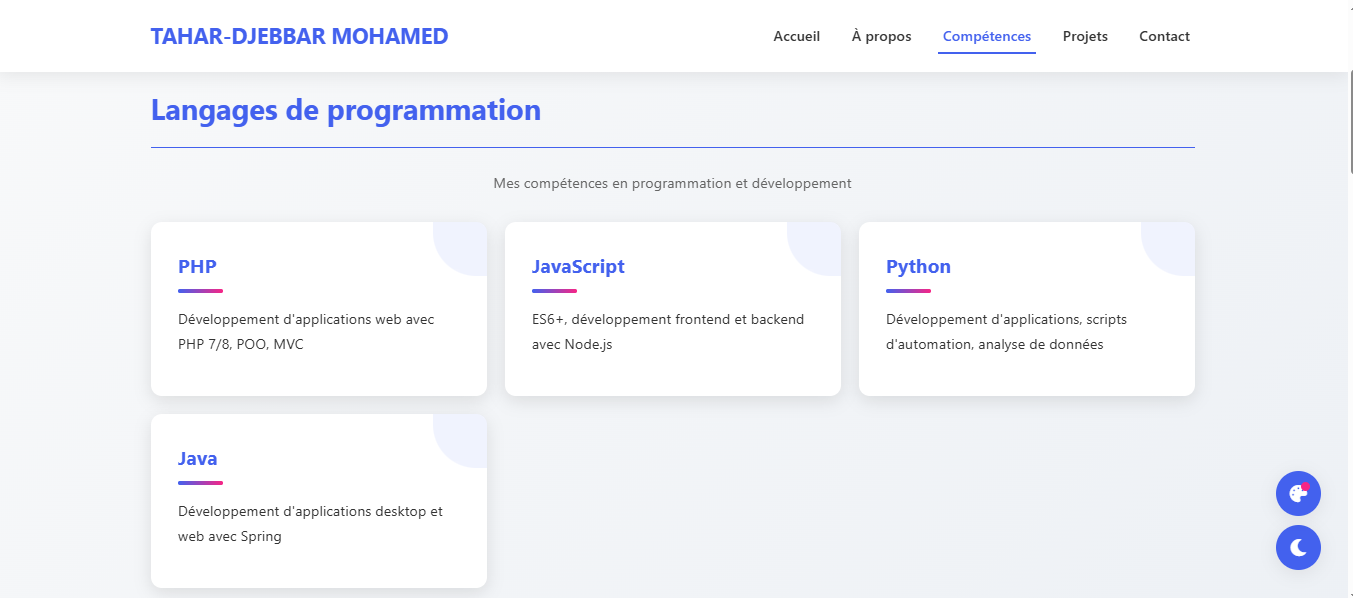 TAHAR-DJEBBAR MOHAMED
Accueil À propos Compétences Projets Contact
Langages de programmation
Mes compétences en programmation et développement
PHP
Développement d'applications web avec
PHP 7/8, POO, MVC
JavaScript
ES6+, développement frontend et backend
avec Node.js
Python
Développement d'applications, scripts
d'automation, analyse de données
Java
Développement d'applications desktop et
web avec Spring